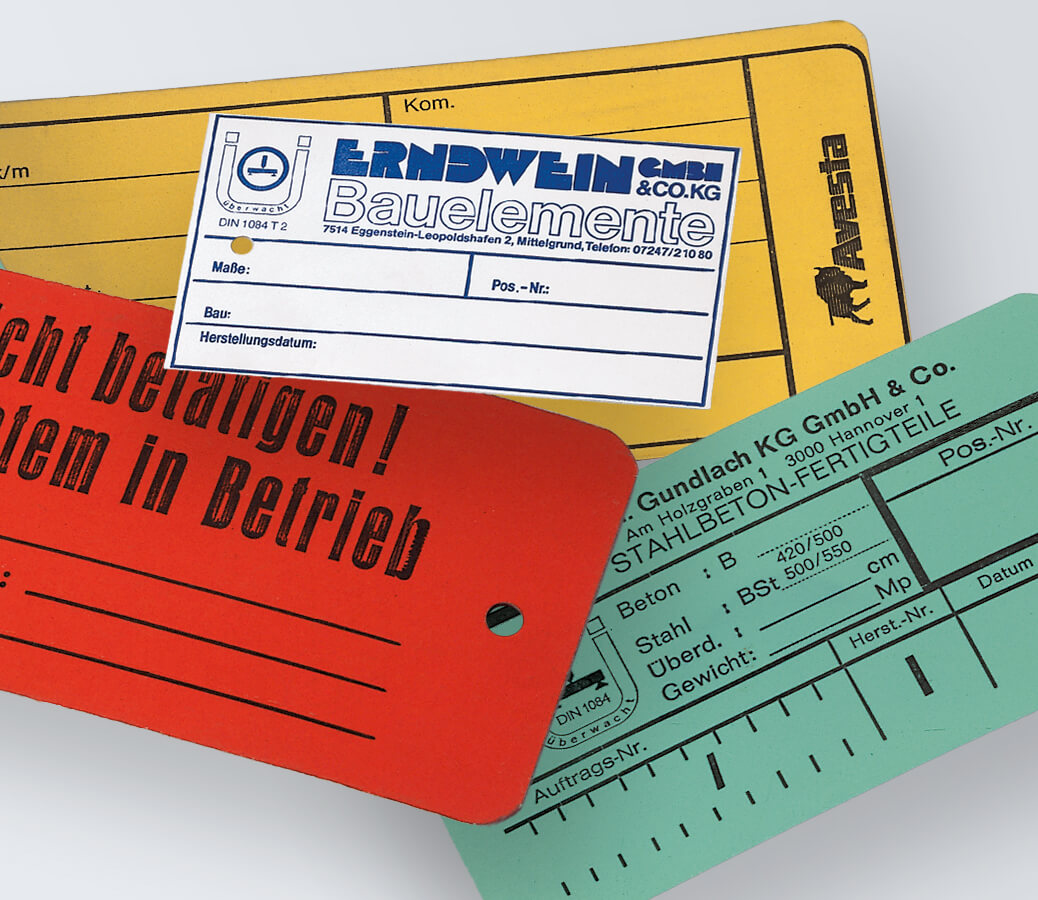 Kom.
k/m
Avesta
überwacht
DIN 1084 T 2
ERNDWEIN GMBH
& CO. KG
Bauelemente
7514 Eggenstein-Leopoldshafen 2, Mittelgrund, Telefon: 07247/21080
Maße:
Pos.-Nr.:
Bau:
Herstellungsdatum:
cht betätigen!
tem in Betrieb
:
. Gundlach KG GmbH & Co.
Am Holzgraben 1 3000 Hannover 1
STAHLBETON-FERTIGTEILE
Pos.-Nr.
Beton : B 420/500
Stahl : BSt 500/550
Überd. : cm
Gewicht: Mp
DIN 1084
überwacht
Herst.-Nr.
Datum
Auftrags-Nr.